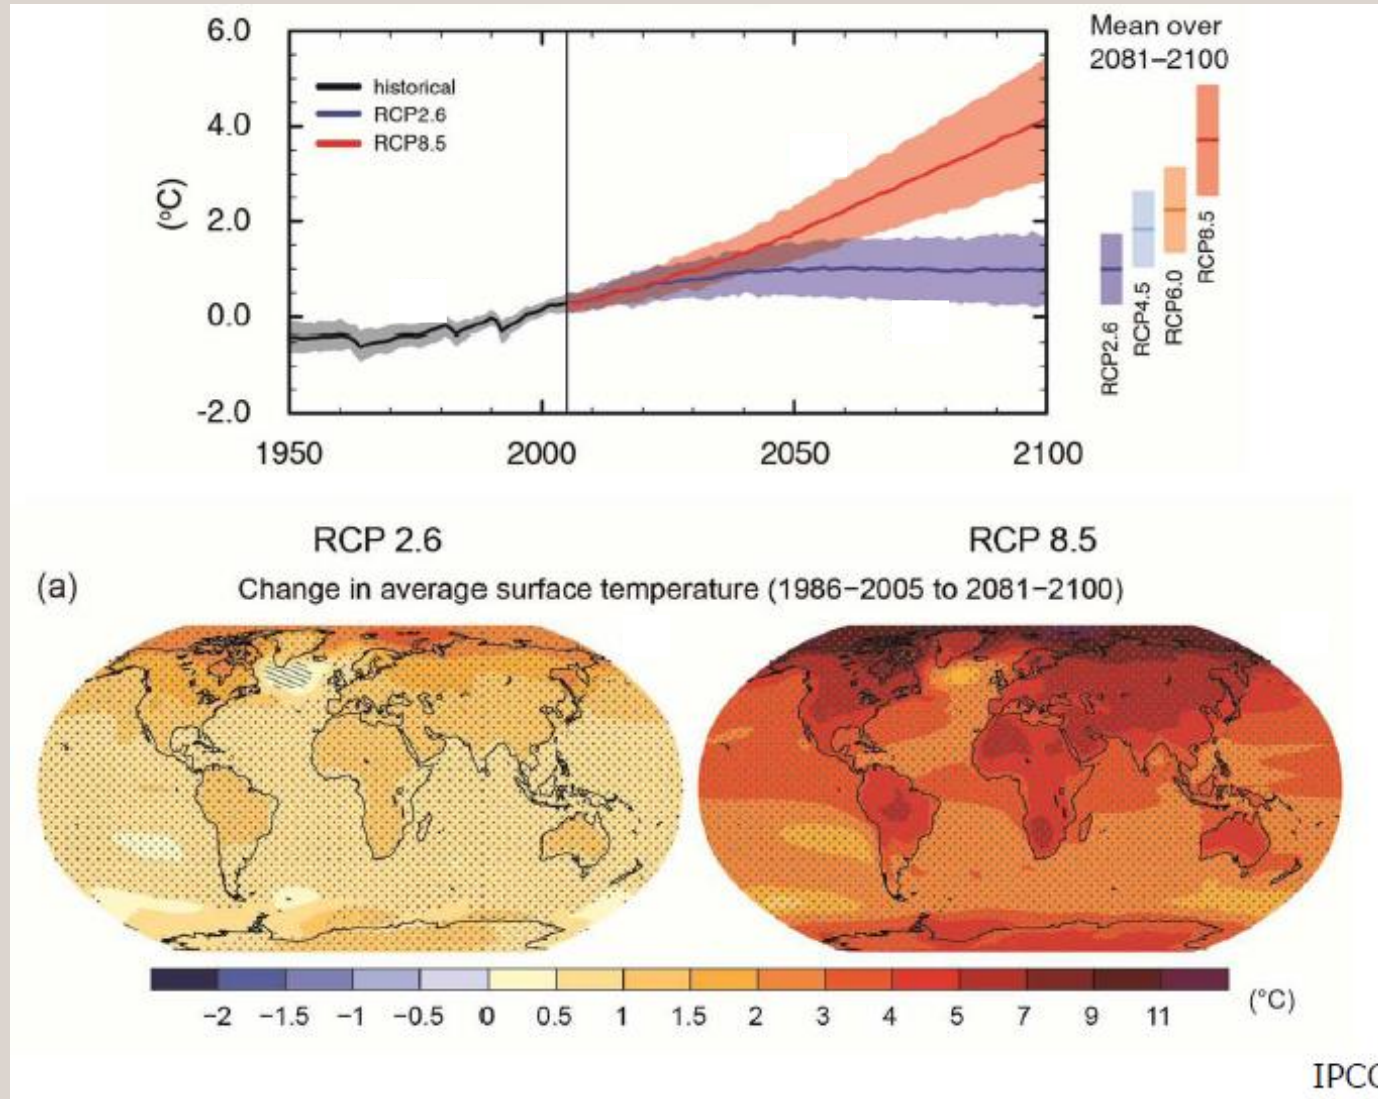 6.0
4.0
2.0
0.0
-2.0
(°C)
historical
RCP2.6
RCP8.5
1950
2000
2050
2100
Mean over
2081−2100
RCP2.6
RCP4.5
RCP6.0
RCP8.5
RCP 2.6
RCP 8.5
(a)
Change in average surface temperature (1986−2005 to 2081−2100)
−2 −1.5 −1 −0.5 0 0.5 1 1.5 2 3 4 5 7 9 11
(°C)